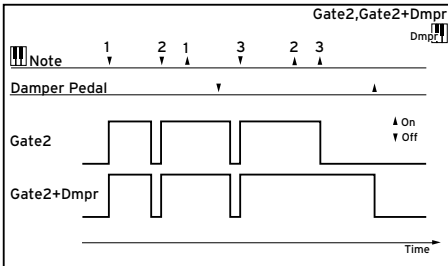 Gate2,Gate2+Dmpr
Dmpr
1 2 1 3 2 3
Note
Damper Pedal
On
Off
Gate2
Gate2+Dmpr
Time